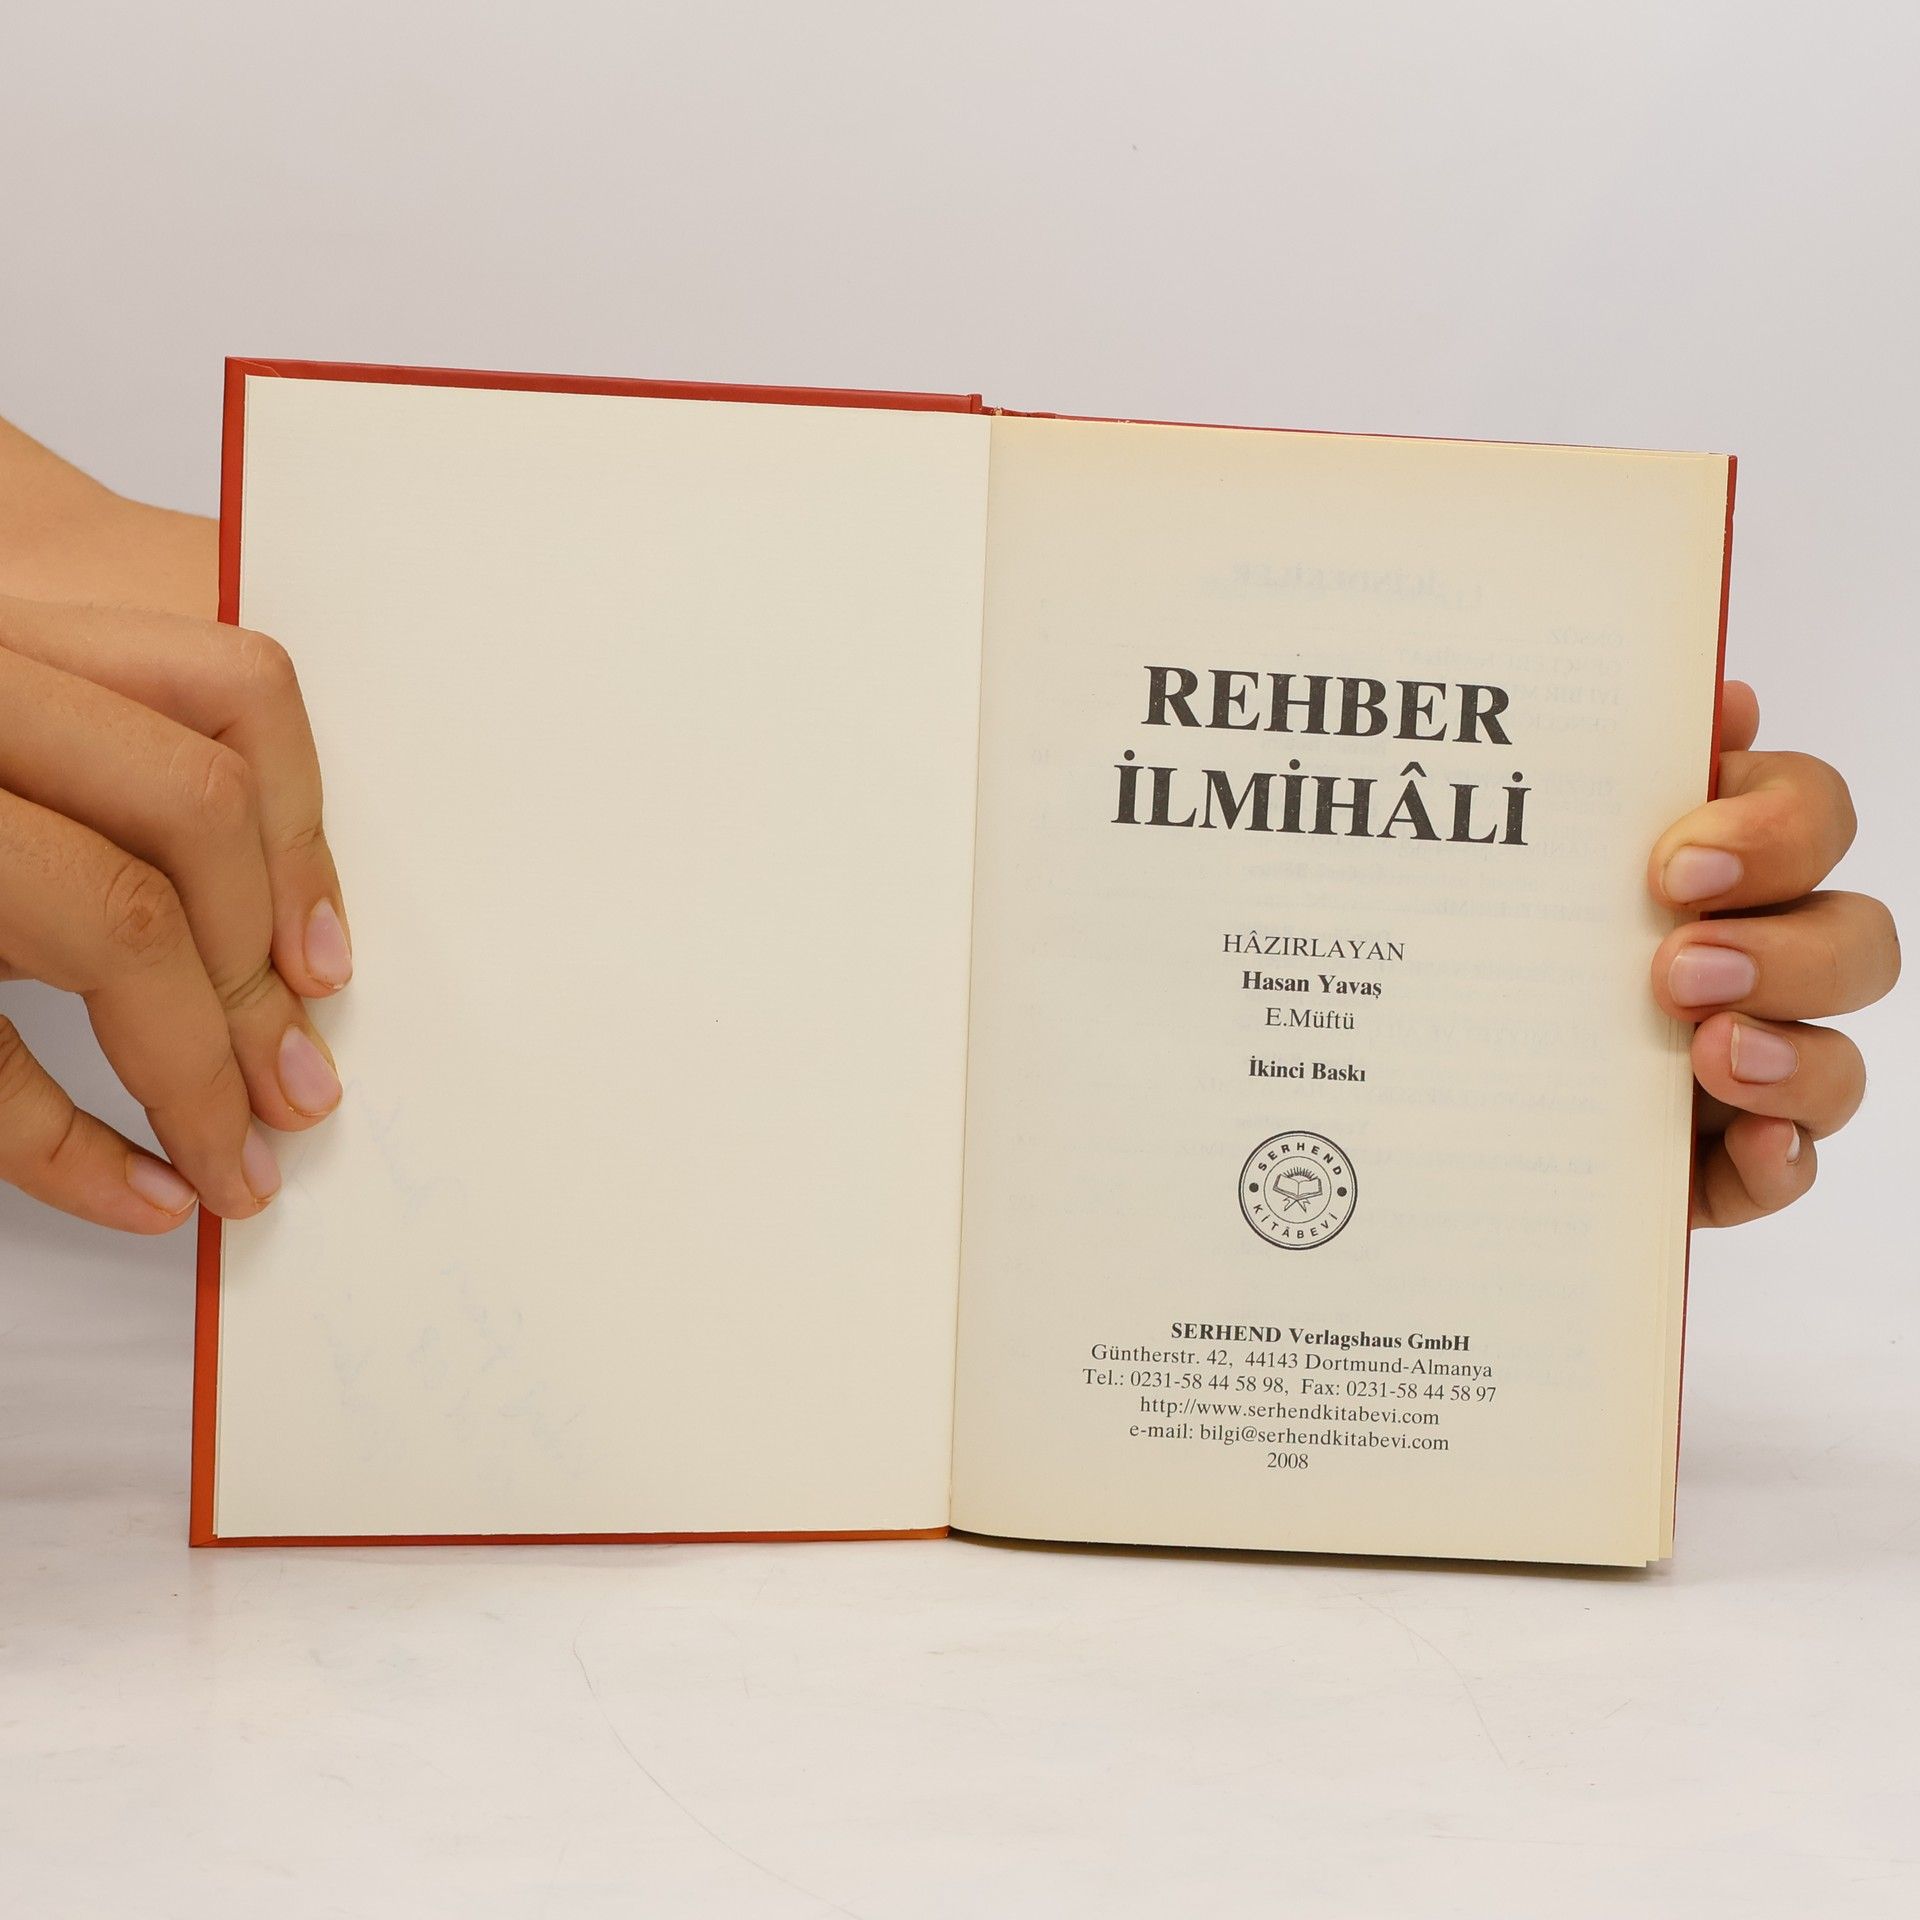 REHBER
İLMİHÂLİ
HÂZIRLAYAN
Hasan Yavaş
E.Müftü
İkinci Baskı
SERHEND
KİTÂBEVİ
SERHEND Verlagshaus GmbH
Güntherstr. 42, 44143 Dortmund-Almanya
Tel.: 0231-58 44 58 98, Fax: 0231-58 44 58 97
http://www.serhendkitabevi.com
e-mail: bilgi@serhendkitabevi.com
2008